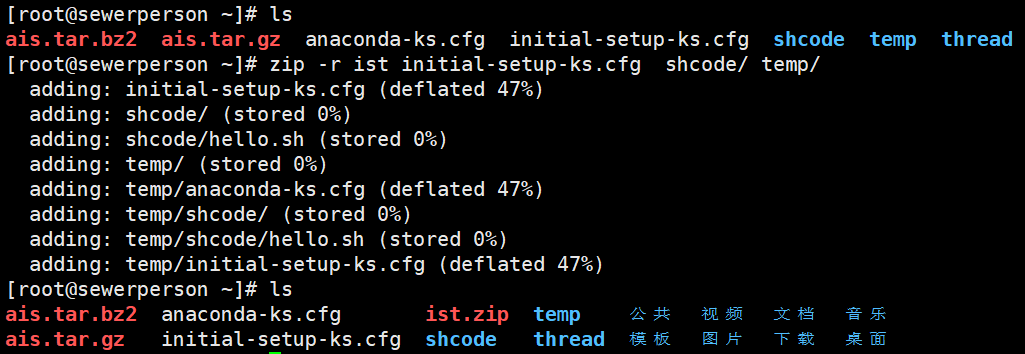 [root@sewerperson ~]# ls
ais.tar.bz2  ais.tar.gz  anaconda-ks.cfg  initial-setup-ks.cfg  shcode  temp  thread
[root@sewerperson ~]# zip -r ist initial-setup-ks.cfg  shcode/ temp/
  adding: initial-setup-ks.cfg (deflated 47%)
  adding: shcode/ (stored 0%)
  adding: shcode/hello.sh (stored 0%)
  adding: temp/ (stored 0%)
  adding: temp/anaconda-ks.cfg (deflated 47%)
  adding: temp/shcode/ (stored 0%)
  adding: temp/shcode/hello.sh (stored 0%)
  adding: temp/initial-setup-ks.cfg (deflated 47%)
[root@sewerperson ~]# ls
ais.tar.bz2  anaconda-ks.cfg       ist.zip  temp    公共  视频  文档  音乐
ais.tar.gz   initial-setup-ks.cfg  shcode   thread  模板  图片  下载  桌面